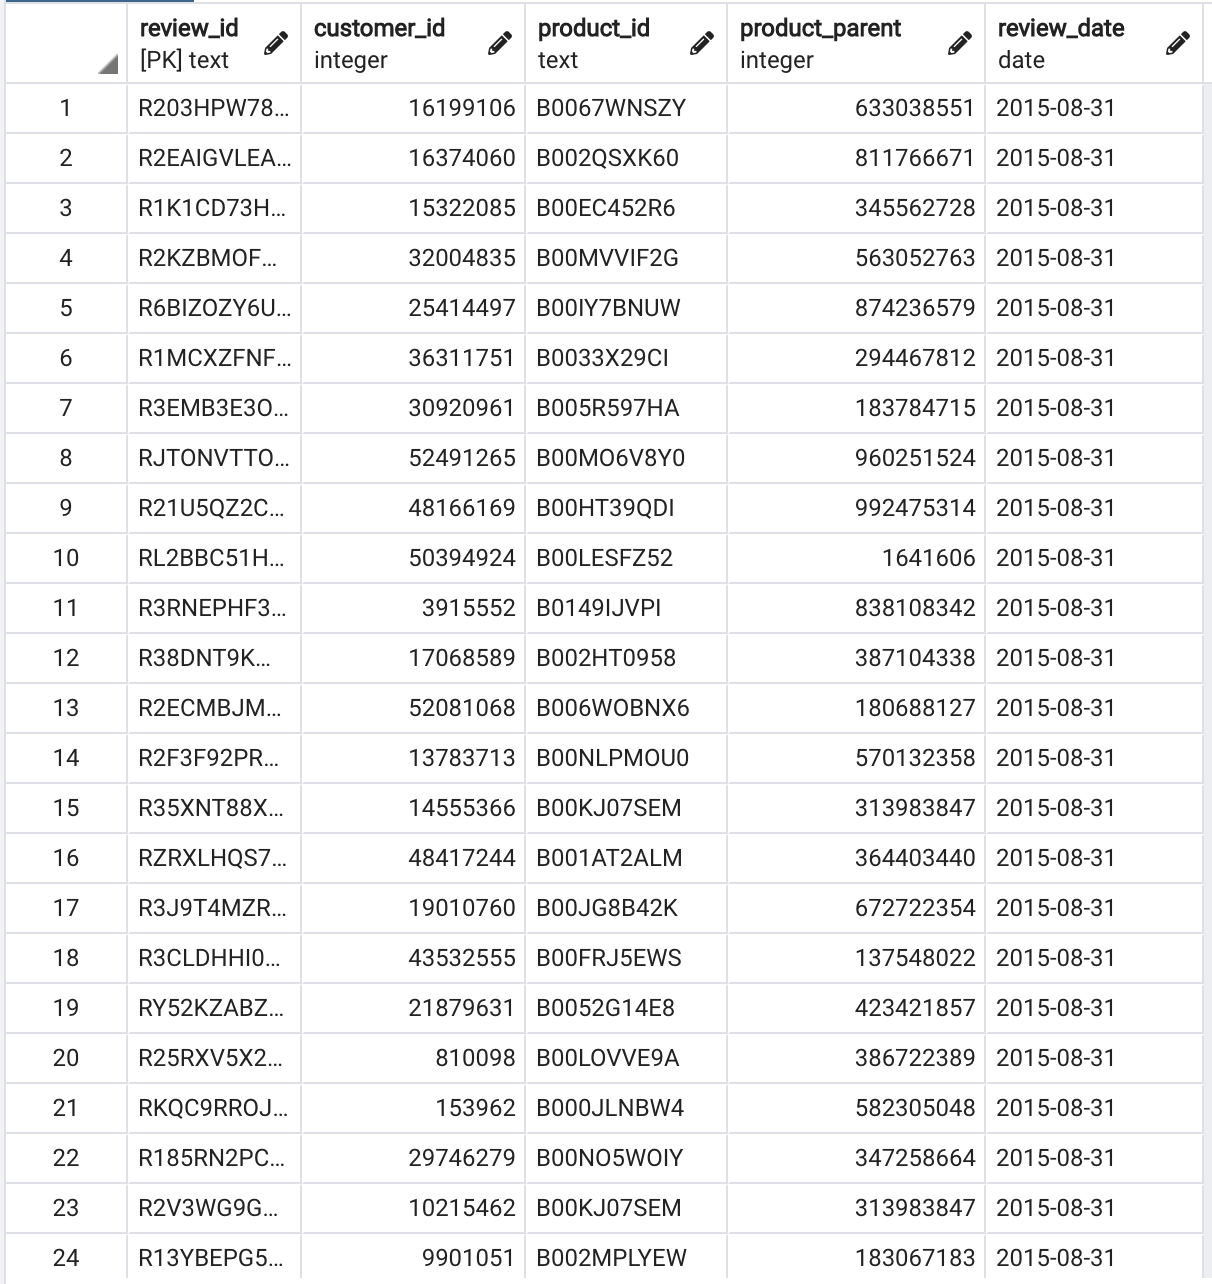 review_id customer_id product_id product_parent review_date
[PK] text integer text integer date
1 R203HPW78... 16199106 B0067WNSZY 633038551 2015-08-31
2 R2EAIGVLEA... 16374060 B002QSXK60 811766671 2015-08-31
3 R1K1CD73H... 15322085 B00EC452R6 345562728 2015-08-31
4 R2KZBMOF... 32004835 B00MVVIF2G 563052763 2015-08-31
5 R6BIZOZY6U... 25414497 B00IY7BNUW 874236579 2015-08-31
6 R1MCXZFNF... 36311751 B0033X29CI 294467812 2015-08-31
7 R3EMB3E3O... 30920961 B005R597HA 183784715 2015-08-31
8 RJTONVTTO... 52491265 B00MO6V8Y0 960251524 2015-08-31
9 R21U5QZ2C... 48166169 B00HT39QDI 992475314 2015-08-31
10 RL2BBC51H... 50394924 B00LESFZ52 1641606 2015-08-31
11 R3RNEPHF3... 3915552 B0149IJVPI 838108342 2015-08-31
12 R38DNT9K... 17068589 B002HT0958 387104338 2015-08-31
13 R2ECMBJM... 52081068 B006WOBNX6 180688127 2015-08-31
14 R2F3F92PR... 13783713 B00NLPMOU0 570132358 2015-08-31
15 R35XNT88X... 14555366 B00KJ07SEM 313983847 2015-08-31
16 RZRXLHQS7... 48417244 B001AT2ALM 364403440 2015-08-31
17 R3J9T4MZR... 19010760 B00JG8B42K 672722354 2015-08-31
18 R3CLDHHI0... 43532555 B00FRJ5EWS 137548022 2015-08-31
19 RY52KZABZ... 21879631 B0052G14E8 423421857 2015-08-31
20 R25RXV5X2... 810098 B00LOVVE9A 386722389 2015-08-31
21 RKQC9RROJ... 153962 B000JLNBW4 582305048 2015-08-31
22 R185RN2PC... 29746279 B00NO5WOIY 347258664 2015-08-31
23 R2V3WG9G... 10215462 B00KJ07SEM 313983847 2015-08-31
24 R13YBEPG5... 9901051 B002MPLYEW 183067183 2015-08-31